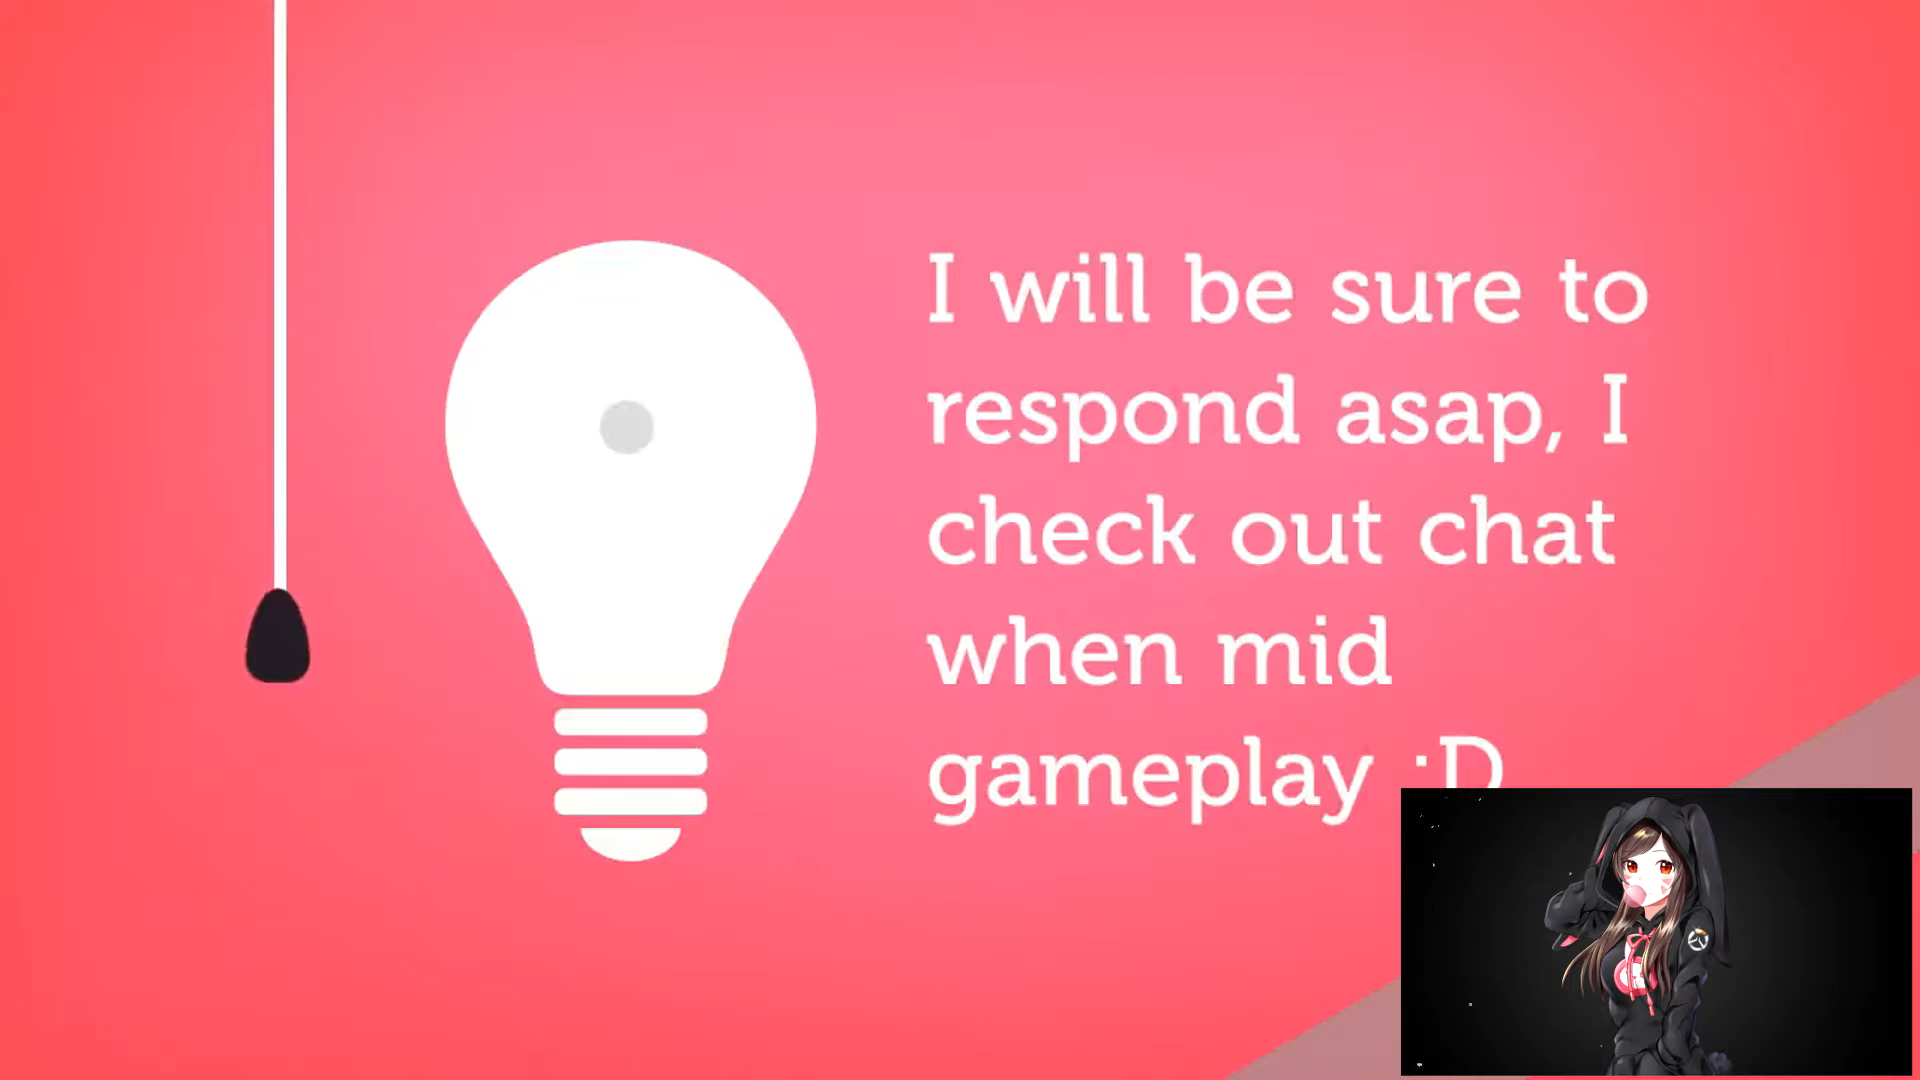 I will be sure to
respond asap, I
check out chat
when mid
gameplay :D